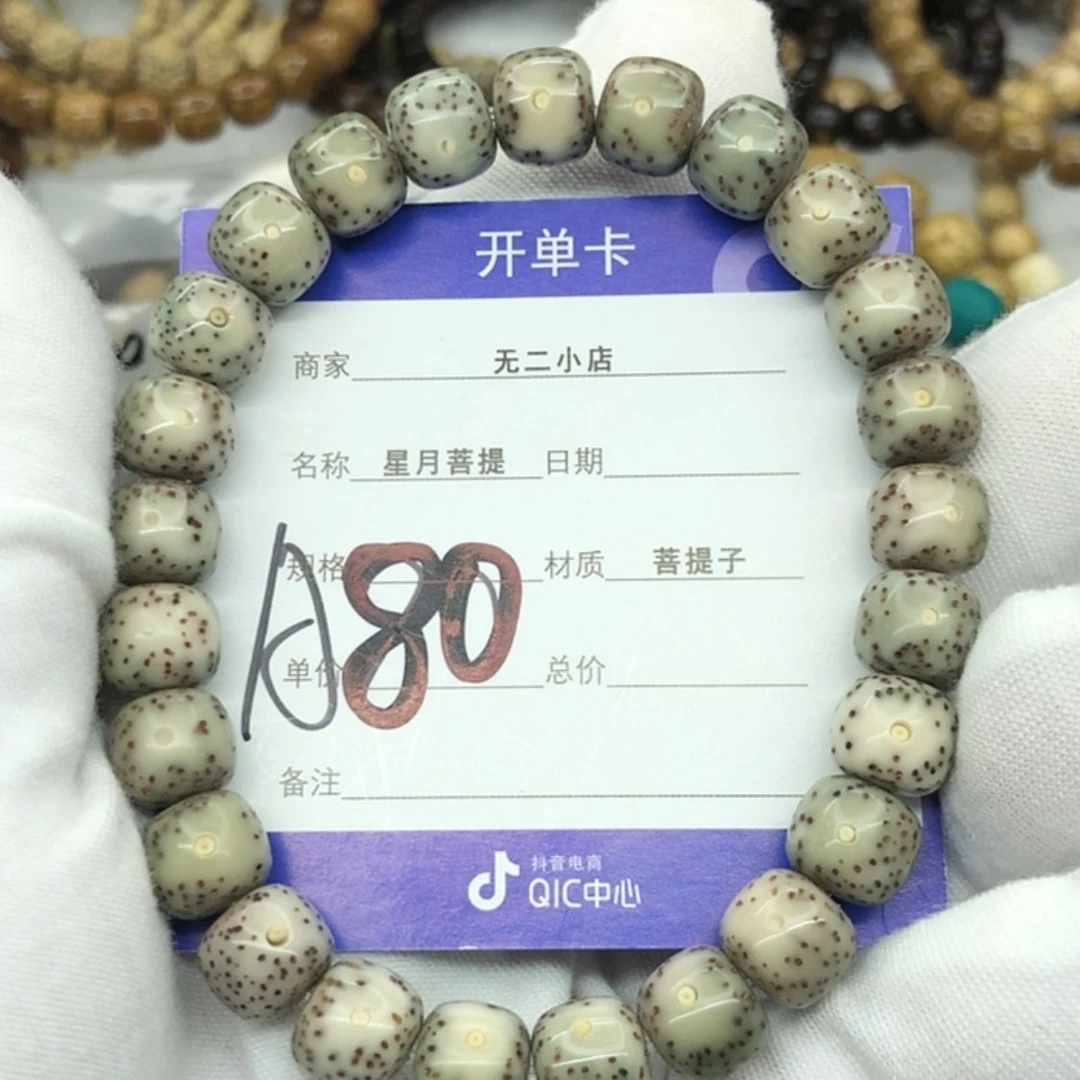 开单卡
商家 无二小店
名称 星月菩提 日期
规格 材质 菩提子
A80
单价 总价
备注
抖音电商
QIC中心